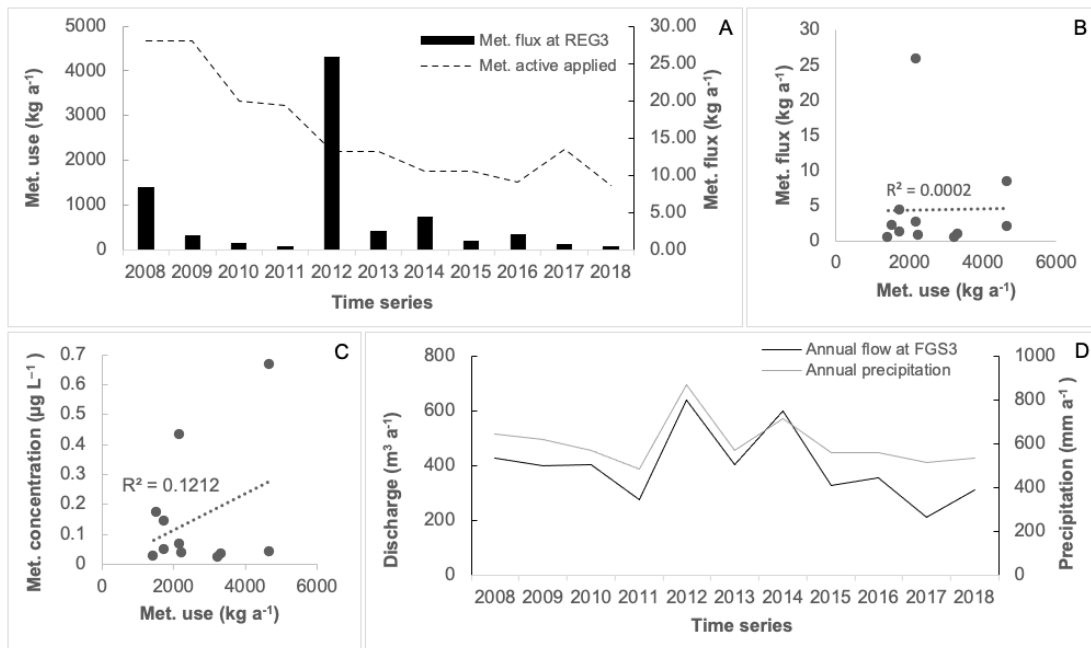 A
Met. flux at REG3
Met. active applied
Met. use (kg a⁻¹)
5000
4000
3000
2000
1000
0
Met. flux (kg a⁻¹)
30.00
25.00
20.00
15.00
10.00
5.00
0.00
2008 2009 2010 2011 2012 2013 2014 2015 2016 2017 2018
Time series
B
Met. flux (kg a⁻¹)
30
25
20
15
10
5
0
R² = 0.0002
0 2000 4000 6000
Met. use (kg a⁻¹)
C
Met. concentration (µg L⁻¹)
0.7
0.6
0.5
0.4
0.3
0.2
0.1
0
R² = 0.1212
0 2000 4000 6000
Met. use (kg a⁻¹)
D
Annual flow at FGS3
Annual precipitation
Discharge (m³ a⁻¹)
800
600
400
200
0
Precipitation (mm a⁻¹)
1000
800
600
400
200
0
2008 2009 2010 2011 2012 2013 2014 2015 2016 2017 2018
Time series